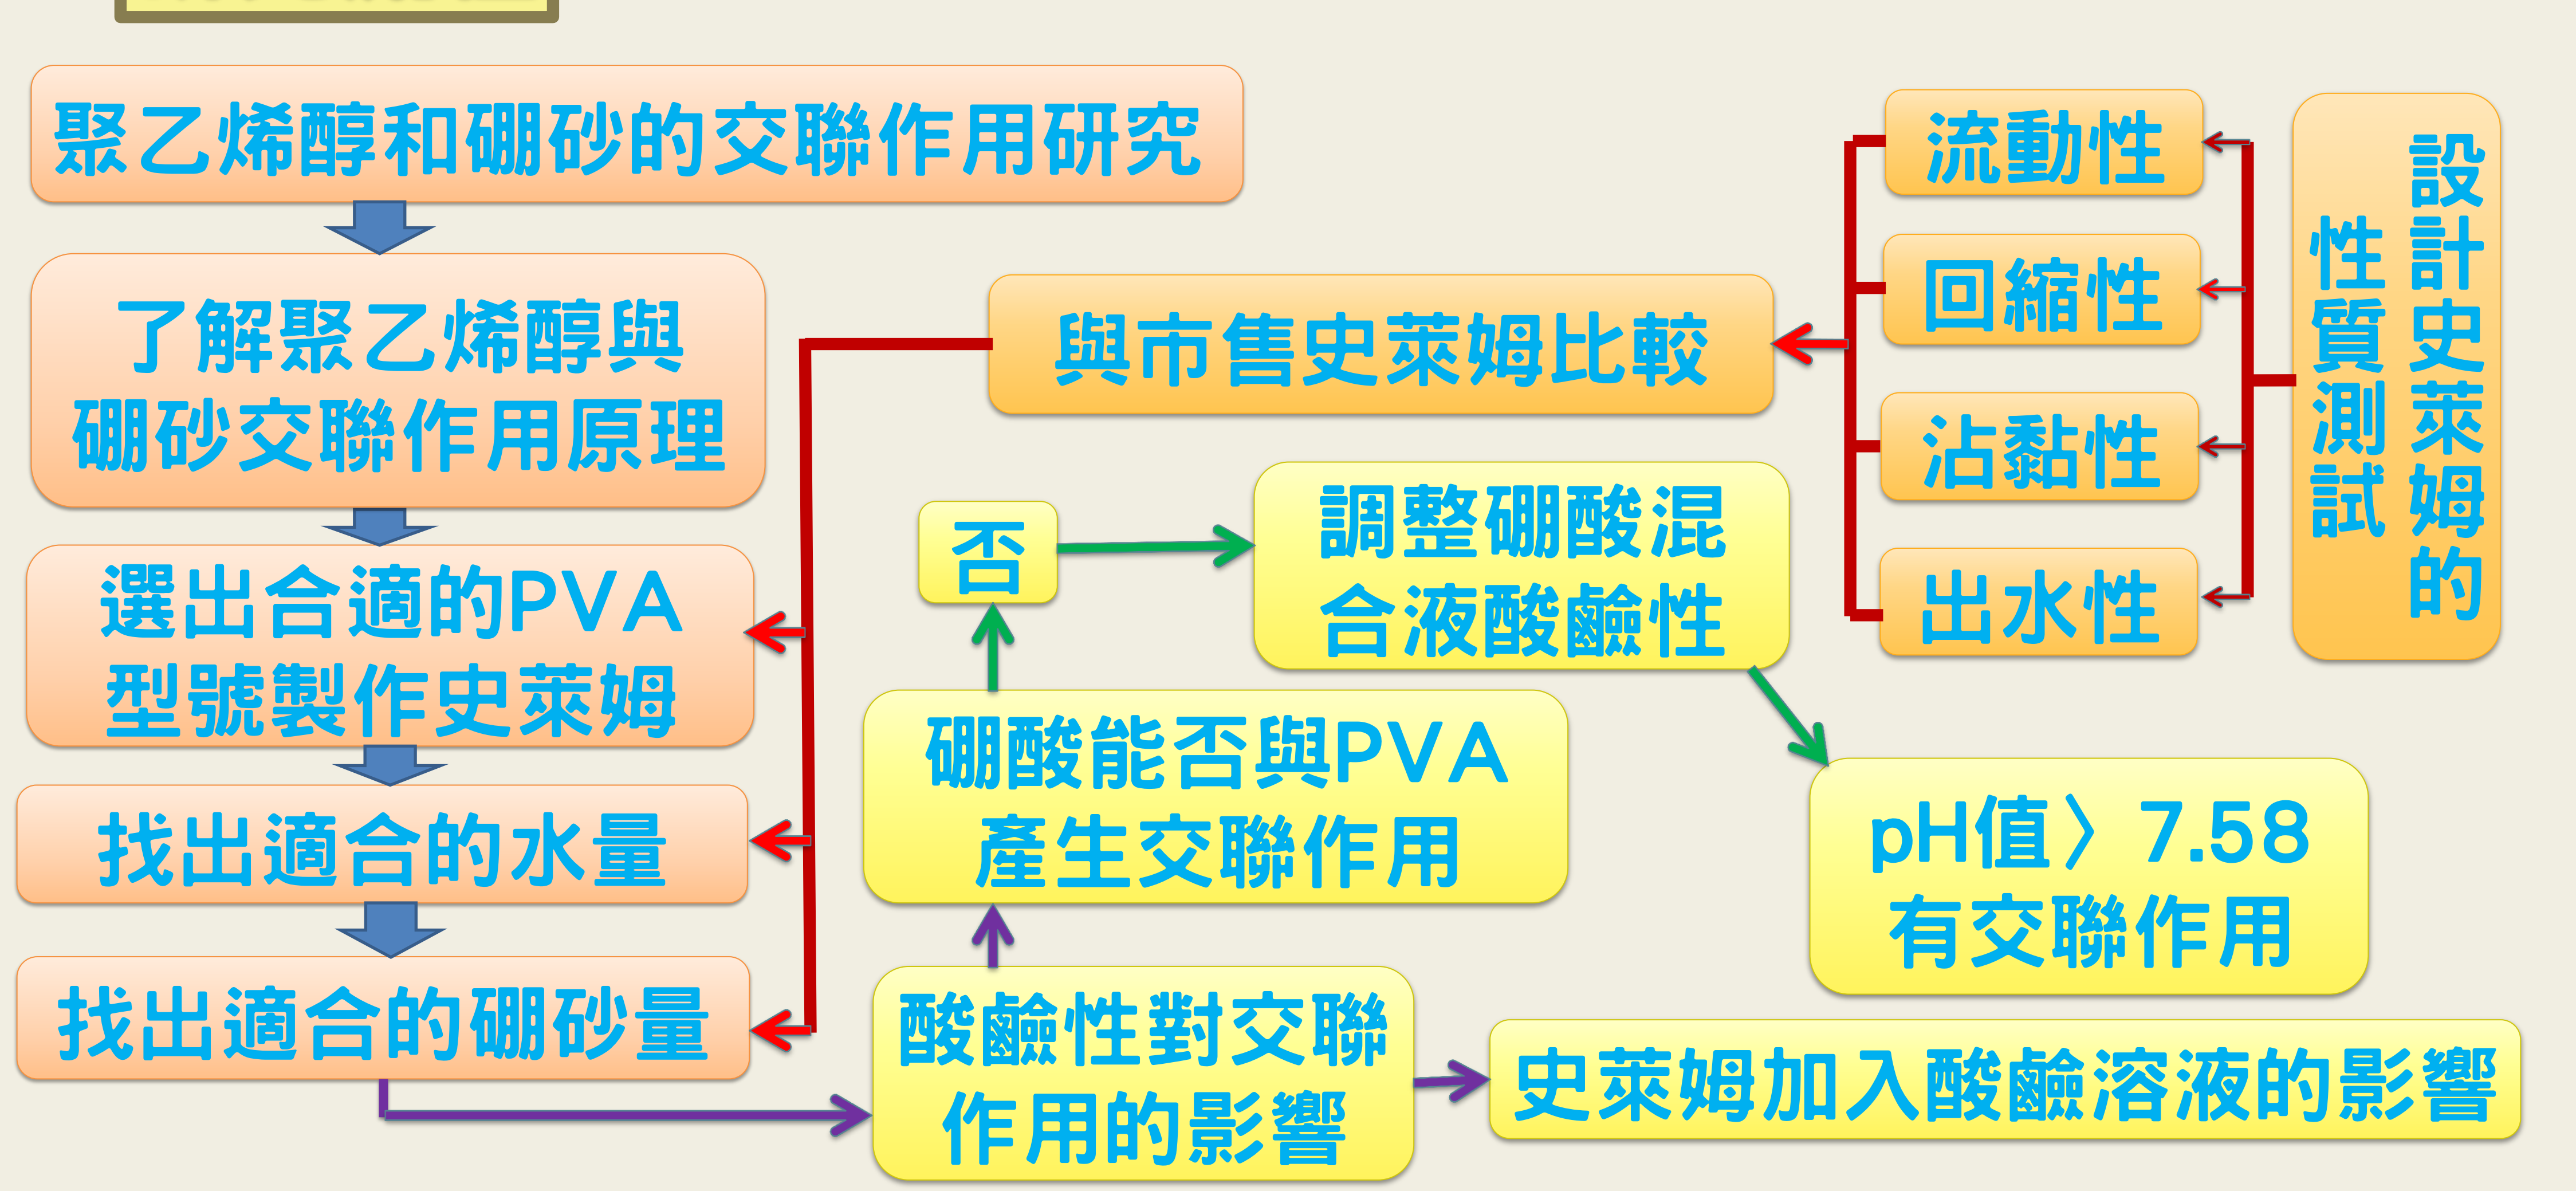 聚乙烯醇和硼砂的交聯作用研究
了解聚乙烯醇與
硼砂交聯作用原理
選出合適的PVA
型號製作史萊姆
找出適合的水量
找出適合的硼砂量
與市售史萊姆比較
流動性
回縮性
沾黏性
出水性
設計史萊姆的
性質測試
否
調整硼酸混
合液酸鹼性
硼酸能否與PVA
產生交聯作用
pH值〉7.58
有交聯作用
酸鹼性對交聯
作用的影響
史萊姆加入酸鹼溶液的影響